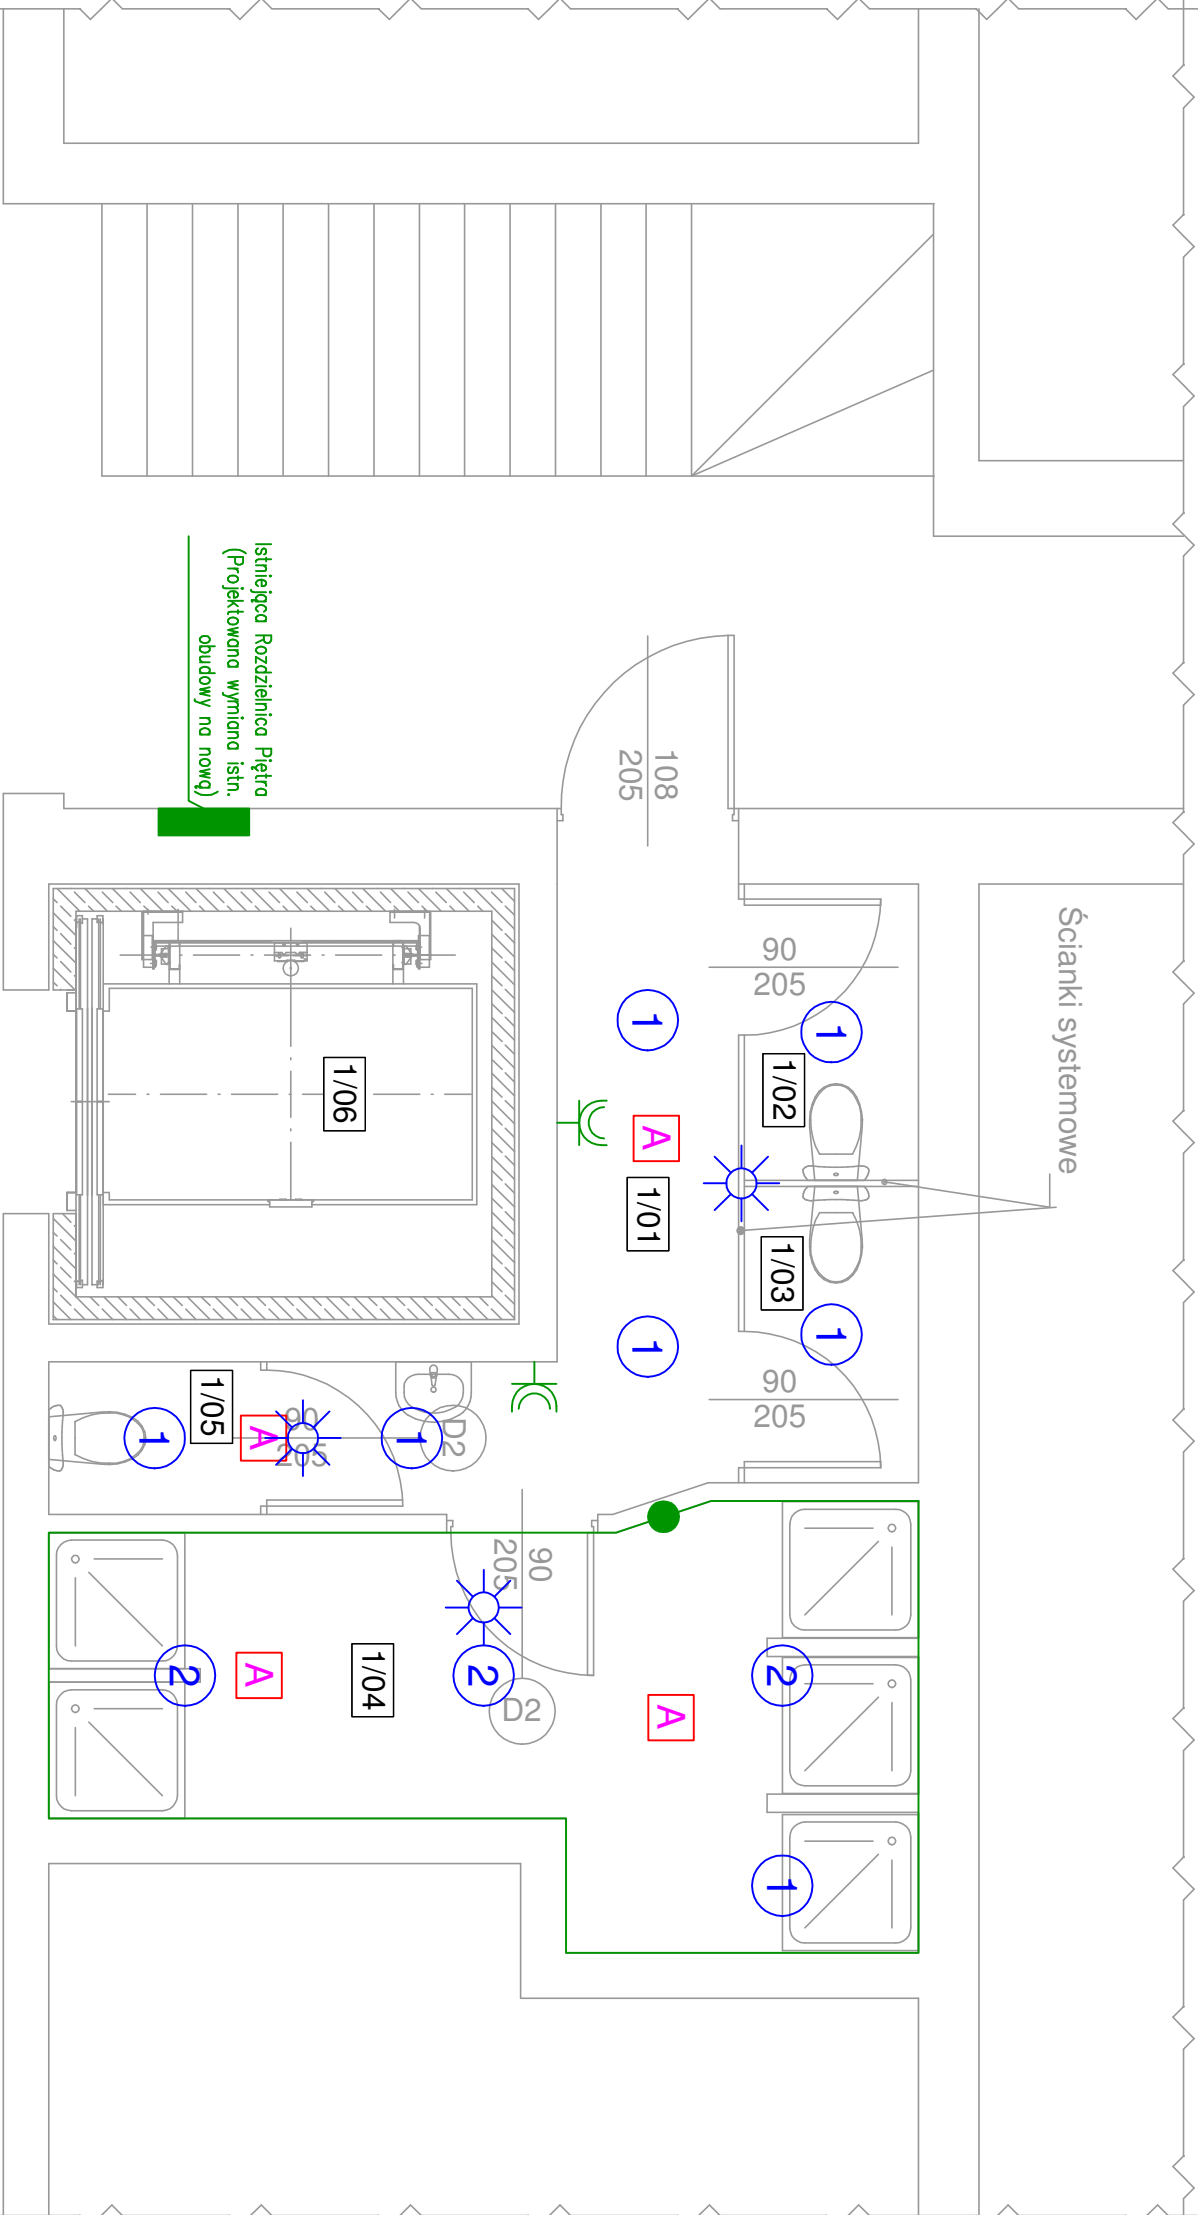 Istniejąca Rozdzielnica Piętra
(Projektowana wymiana istn.
obudowy na nową)
108
205
Ścianki systemowe
90
205
1
1
1/02
1/06
A
1/01
1/03
1
1
90
205
1/05
A
90
205
1
1
D2
90
205
2
A
1/04
2
D2
A
2
1